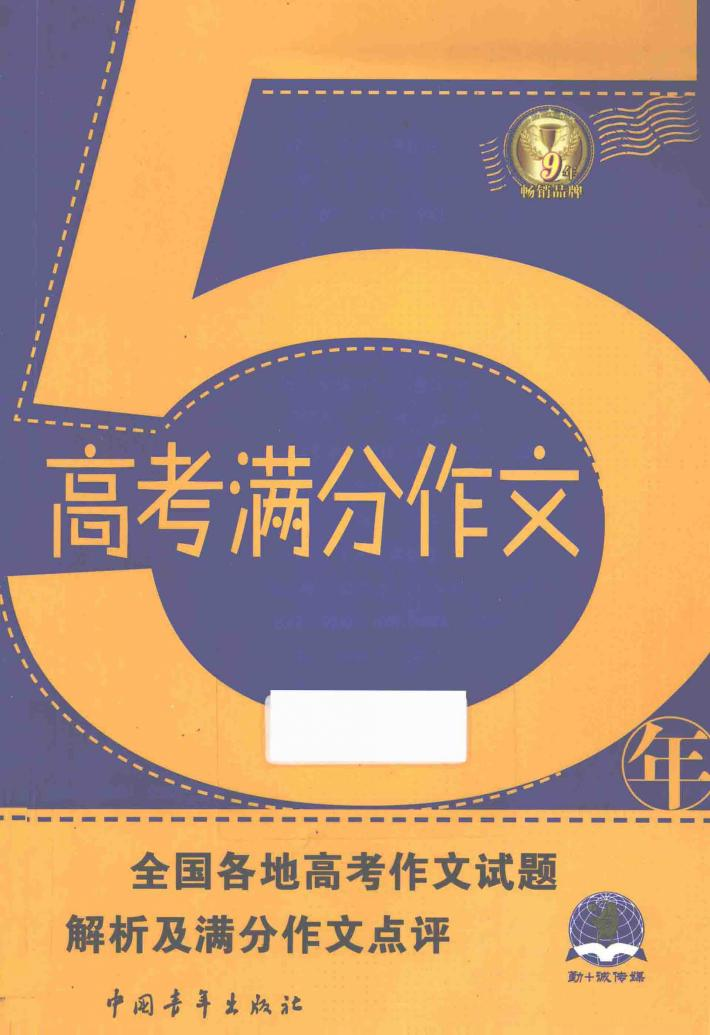 5
9年
畅销品牌
高考满分作文
年
全国各地高考作文试题
解析及满分作文点评
勤+诚传媒
中国青年出版社